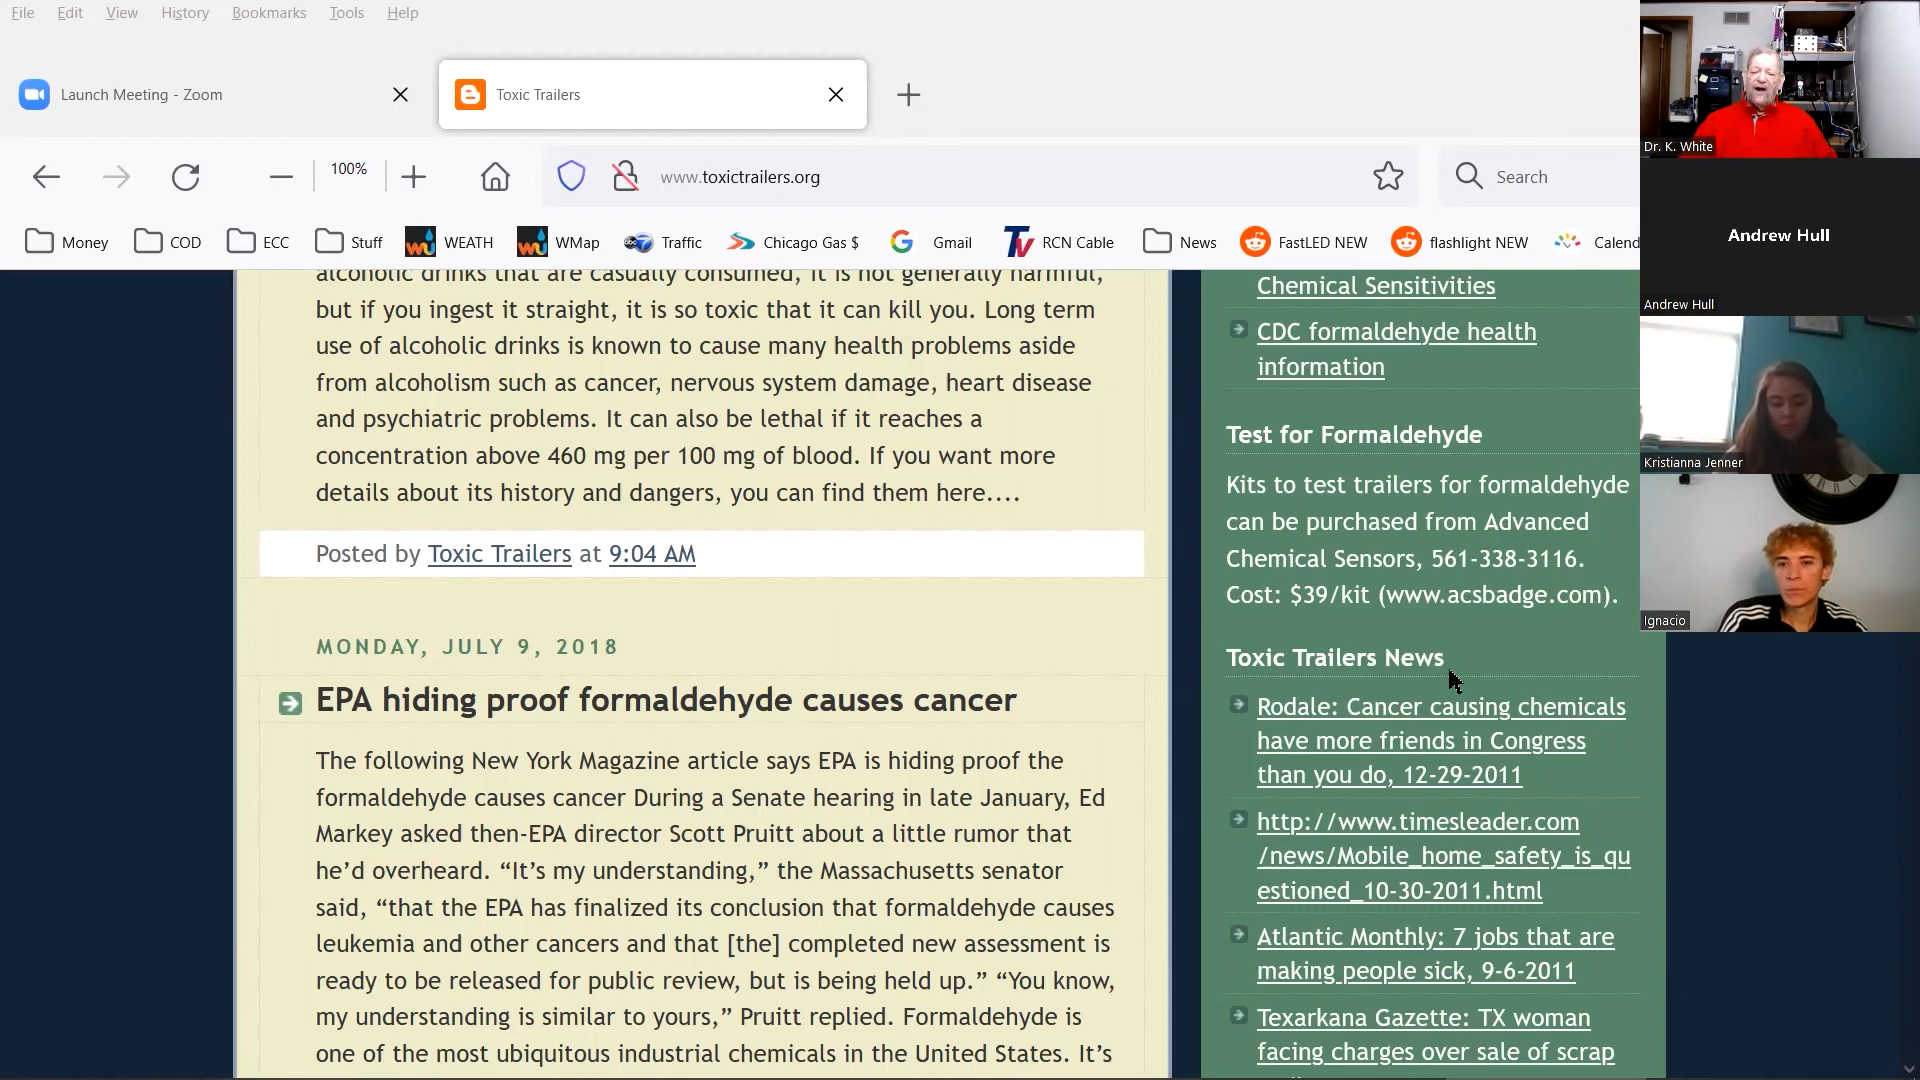 File Edit View History Bookmarks Tools Help
Launch Meeting - Zoom
Toxic Trailers
100%
www.toxictrailers.org
Search
Money COD ECC Stuff WEATH WMap Traffic Chicago Gas $ Gmail RCN Cable News FastLED NEW flashlight NEW Calend
alcoholic drinks that are casually consumed, it is not generally harmful,
but if you ingest it straight, it is so toxic that it can kill you. Long term
use of alcoholic drinks is known to cause many health problems aside
from alcoholism such as cancer, nervous system damage, heart disease
and psychiatric problems. It can also be lethal if it reaches a
concentration above 460 mg per 100 mg of blood. If you want more
details about its history and dangers, you can find them here....
Posted by Toxic Trailers at 9:04 AM
MONDAY, JULY 9, 2018
EPA hiding proof formaldehyde causes cancer
The following New York Magazine article says EPA is hiding proof the
formaldehyde causes cancer During a Senate hearing in late January, Ed
Markey asked then-EPA director Scott Pruitt about a little rumor that
he’d overheard. “It’s my understanding,” the Massachusetts senator
said, “that the EPA has finalized its conclusion that formaldehyde causes
leukemia and other cancers and that [the] completed new assessment is
ready to be released for public review, but is being held up.” “You know,
my understanding is similar to yours,” Pruitt replied. Formaldehyde is
one of the most ubiquitous industrial chemicals in the United States. It’s
Chemical Sensitivities
CDC formaldehyde health
information
Test for Formaldehyde
Kits to test trailers for formaldehyde
can be purchased from Advanced
Chemical Sensors, 561-338-3116.
Cost: $39/kit (www.acsbadge.com).
Toxic Trailers News
Rodale: Cancer causing chemicals
have more friends in Congress
than you do, 12-29-2011
http://www.timesleader.com
/news/Mobile_home_safety_is_qu
estioned_10-30-2011.html
Atlantic Monthly: 7 jobs that are
making people sick, 9-6-2011
Texarkana Gazette: TX woman
facing charges over sale of scrap
Dr. K. White
Andrew Hull
Andrew Hull
Kristianna Jenner
Ignacio